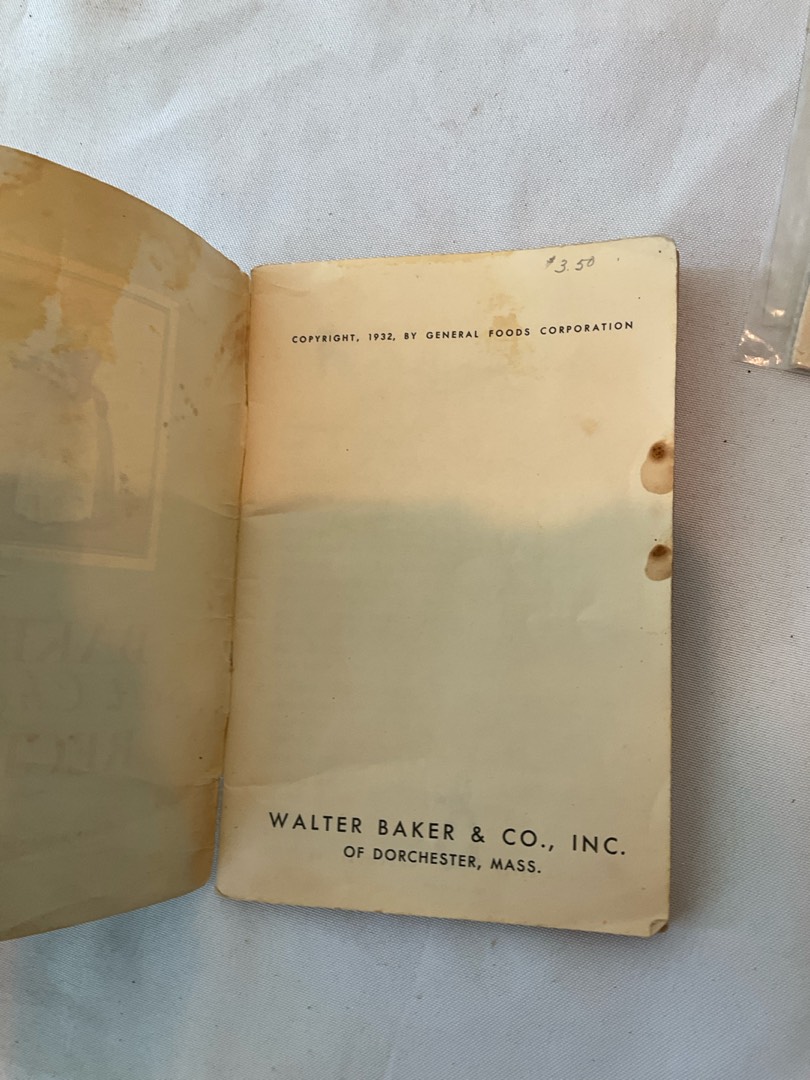 $3.50
COPYRIGHT, 1932, BY GENERAL FOODS CORPORATION
WALTER BAKER & CO., INC.
OF DORCHESTER, MASS.